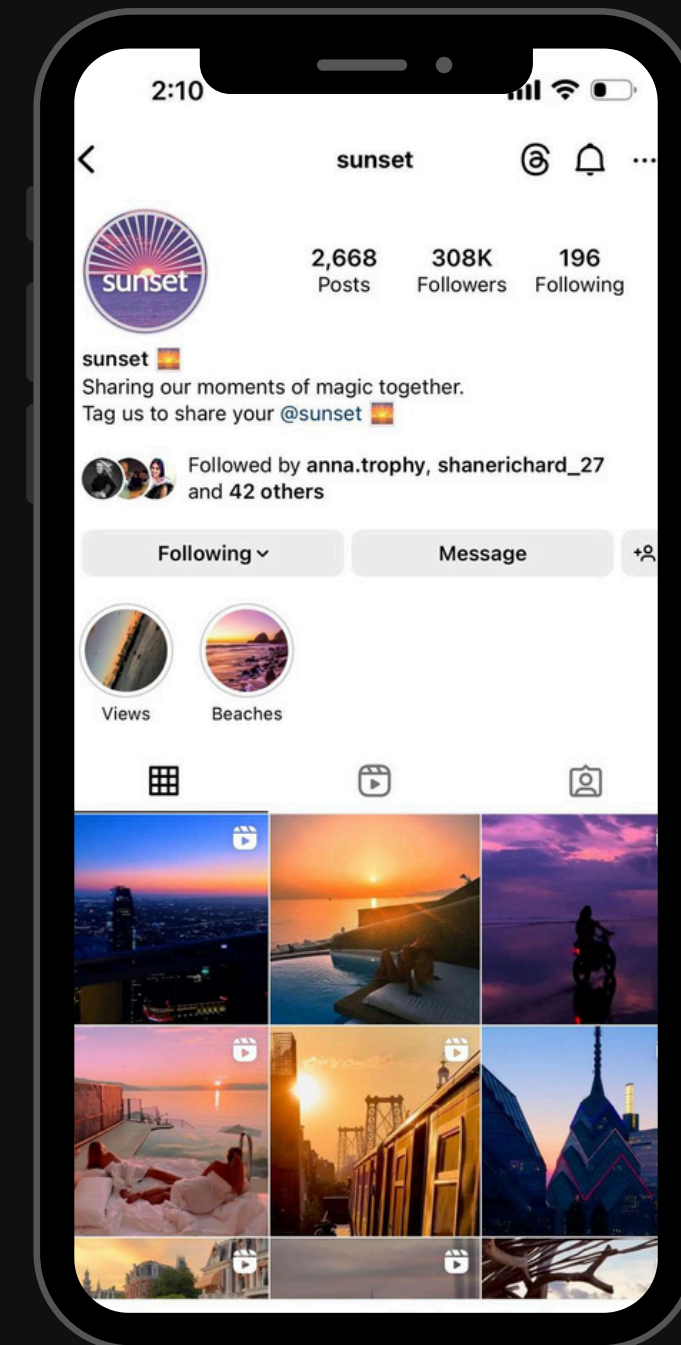 2:10
sunset
sunset
2,668
308K
196
Posts
Followers
Following
sunset 🌅
Sharing our moments of magic together.
Tag us to share your @sunset 🌅
Followed by anna.trophy, shanerichard_27
and 42 others
Following
Message
Views
Beaches